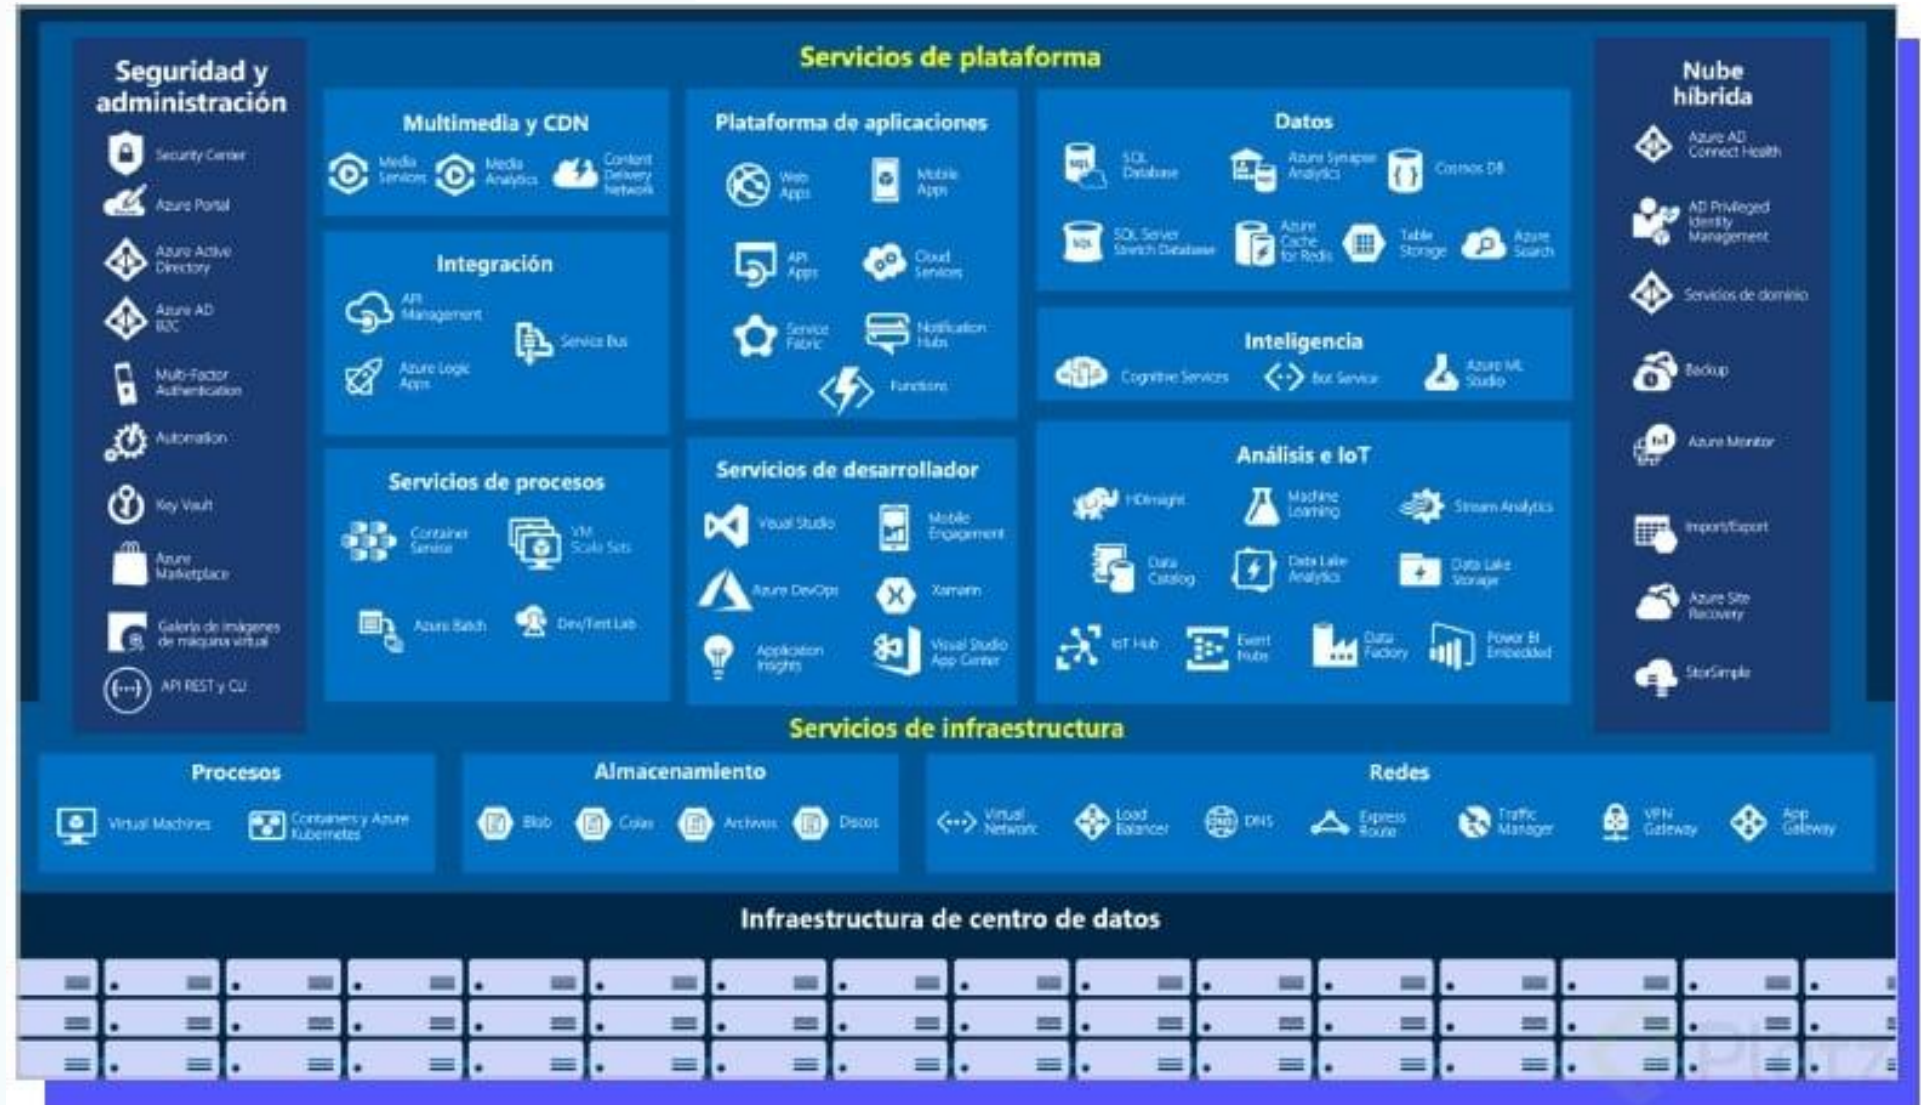 Servicios de plataforma
Seguridad y
administración
Security Center
Azure Portal
Azure Active
Directory
Azure AD
B2C
Multi-Factor
Authentication
Automation
Key Vault
Azure
Marketplace
Galería de imágenes
de máquina virtual
API REST y CLI
Multimedia y CDN
Media
Services
Media
Analytics
Content
Delivery
Network
Integración
API
Management
Service Bus
Azure Logic
Apps
Servicios de procesos
Container
Service
VM
Scale Sets
Azure Batch
Dev/Test Lab
Plataforma de aplicaciones
Web
Apps
Mobile
Apps
API
Apps
Cloud
Services
Service
Fabric
Notification
Hubs
Functions
Servicios de desarrollador
Visual Studio
Mobile
Engagement
Azure DevOps
Xamarin
Application
Insights
Visual Studio
App Center
Datos
SQL
Database
Azure Synapse
Analytics
Cosmos DB
SQL Server
Stretch Database
Azure
Cache
for Redis
Table
Storage
Azure
Search
Inteligencia
Cognitive Services
Bot Service
Azure ML
Studio
Análisis e IoT
HDInsight
Machine
Learning
Stream Analytics
Data
Catalog
Data Lake
Analytics
Data Lake
Storage
IoT Hub
Event
Hubs
Data
Factory
Power BI
Embedded
Nube
híbrida
Azure AD
Connect Health
AD Privileged
Identity
Management
Servicios de dominio
Backup
Azure Monitor
Import/Export
Azure Site
Recovery
StorSimple
Servicios de infraestructura
Procesos
Virtual Machines
Containers y Azure
Kubernetes
Almacenamiento
Blob
Colas
Archivos
Discos
Redes
Virtual
Network
Load
Balancer
DNS
Express
Route
Traffic
Manager
VPN
Gateway
App
Gateway
Infraestructura de centro de datos